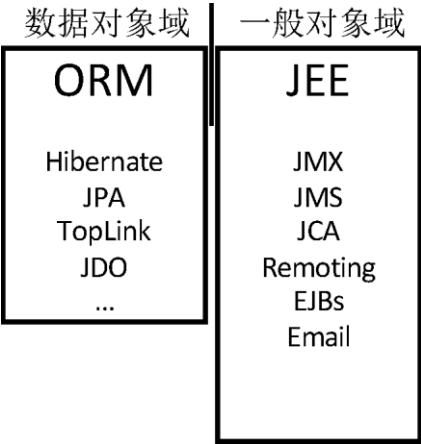 数据对象域
ORM
Hibernate
JPA
TopLink
JDO
...
一般对象域
JEE
JMX
JMS
JCA
Remoting
EJBs
Email